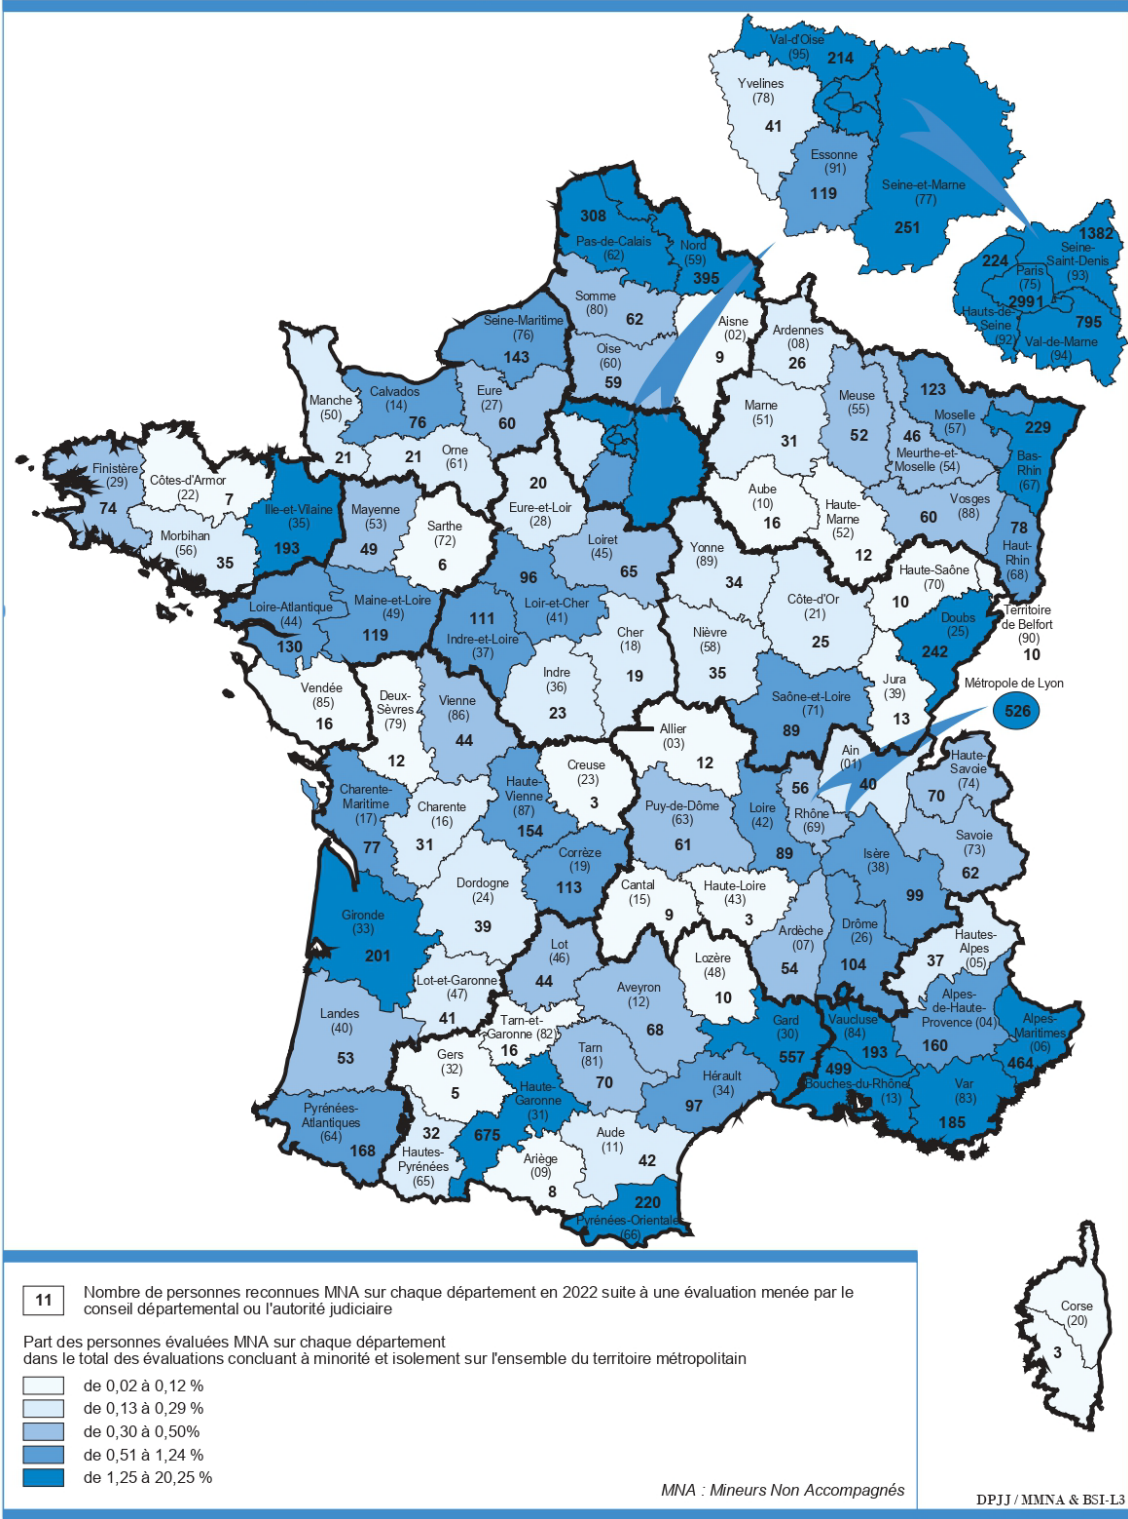 Val-d'Oise
(95)
214
Yvelines
(78)
41
Essonne
(91)
119
Seine-et-Marne
(77)
251
1382
Seine-
Saint-Denis
(93)
224
Paris
(75)
2991
Hauts-de-
Seine
(92)
795
Val-de-Marne
(94)
308
Pas-de-Calais
(62)
Nord
(59)
395
Somme
(80)
62
Aisne
(02)
9
Ardennes
(08)
26
Seine-Maritime
(76)
143
Oise
(60)
59
Manche
(50)
21
Calvados
(14)
76
Eure
(27)
60
Orne
(61)
21
Marne
(51)
31
Meuse
(55)
52
123
Moselle
(57)
46
Meurthe-et-
Moselle (54)
229
Bas-
Rhin
(67)
Finistère
(29)
74
Côtes-d'Armor
(22)
7
Morbihan
(56)
35
Ille-et-Vilaine
(35)
193
Mayenne
(53)
49
Sarthe
(72)
6
20
Eure-et-Loir
(28)
Aube
(10)
16
Haute-
Marne
(52)
12
Vosges
(88)
60
78
Haut-
Rhin
(68)
Loiret
(45)
65
Yonne
(89)
34
Haute-Saône
(70)
10
Loire-Atlantique
(44)
130
Maine-et-Loire
(49)
119
96
Loir-et-Cher
(41)
111
Indre-et-Loire
(37)
Cher
(18)
19
Nièvre
(58)
35
Côte-d'Or
(21)
25
Doubs
(25)
242
Territoire
de Belfort
(90)
10
Vendée
(85)
16
Deux-
Sèvres
(79)
12
Vienne
(86)
44
Indre
(36)
23
Saône-et-Loire
(71)
89
Jura
(39)
13
Métropole de Lyon
526
Allier
(03)
12
Creuse
(23)
3
Ain
(01)
40
Haute-
Savoie
(74)
70
Charente-
Maritime
(17)
77
Charente
(16)
31
Haute-
Vienne
(87)
154
Puy-de-Dôme
(63)
61
Loire
(42)
89
56
Rhône
(69)
Savoie
(73)
62
Isère
(38)
99
Corrèze
(19)
113
Dordogne
(24)
39
Cantal
(15)
9
Haute-Loire
(43)
3
Gironde
(33)
201
Ardèche
(07)
54
Drôme
(26)
104
Hautes-
Alpes
(05)
37
Lot
(46)
44
Lot-et-Garonne
(47)
41
Aveyron
(12)
68
Lozère
(48)
10
Landes
(40)
53
Tarn-et-
Garonne (82)
16
Gard
(30)
557
Vaucluse
(84)
193
Alpes-
de-Haute-
Provence (04)
160
Alpes-
Maritimes
(06)
464
Gers
(32)
5
Tarn
(81)
70
Hérault
(34)
97
499
Bouches-du-Rhône
(13)
Var
(83)
185
Pyrénées-
Atlantiques
(64)
168
32
Hautes-
Pyrénées
(65)
Haute-
Garonne
(31)
675
Ariège
(09)
8
Aude
(11)
42
220
Pyrénées-Orientales
(66)
Corse
(20)
3
11
Nombre de personnes reconnues MNA sur chaque département en 2022 suite à une évaluation menée par le
conseil départemental ou l'autorité judiciaire
Part des personnes évaluées MNA sur chaque département
dans le total des évaluations concluant à minorité et isolement sur l'ensemble du territoire métropolitain
de 0,02 à 0,12 %
de 0,13 à 0,29 %
de 0,30 à 0,50%
de 0,51 à 1,24 %
de 1,25 à 20,25 %
MNA : Mineurs Non Accompagnés
DPJJ / MMNA & BSI-L3